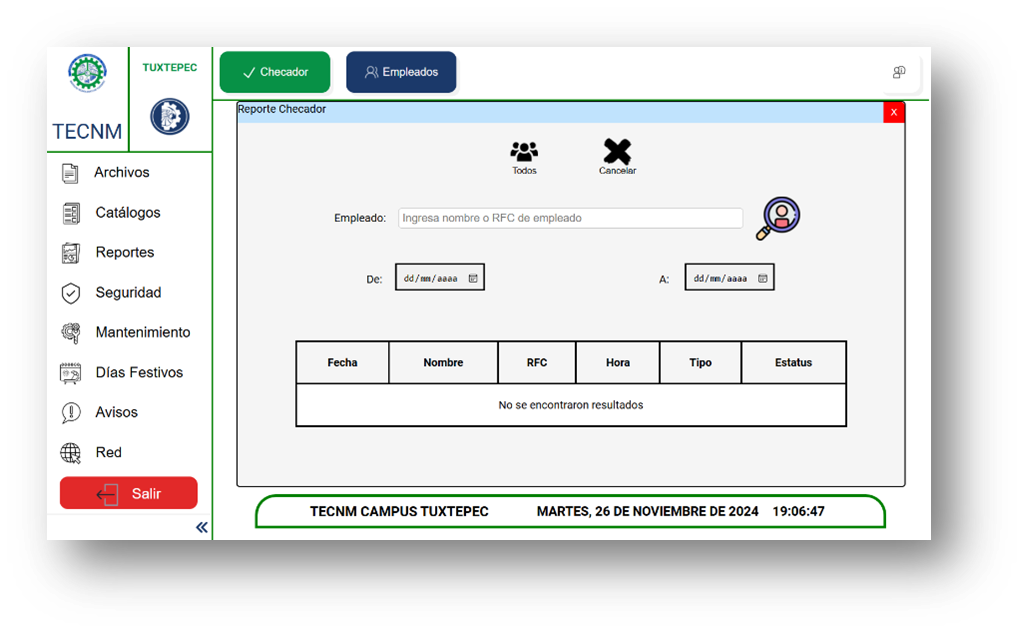 TECNM
TUXTEPEC
Checador
Empleados
Archivos
Catálogos
Reportes
Seguridad
Mantenimiento
Días Festivos
Avisos
Red
Salir
«
Reporte Checador
X
Todos
Cancelar
Empleado: Ingresa nombre o RFC de empleado
De: dd/mm/aaaa A: dd/mm/aaaa
Fecha Nombre RFC Hora Tipo Estatus
No se encontraron resultados
TECNM CAMPUS TUXTEPEC MARTES, 26 DE NOVIEMBRE DE 2024 19:06:47